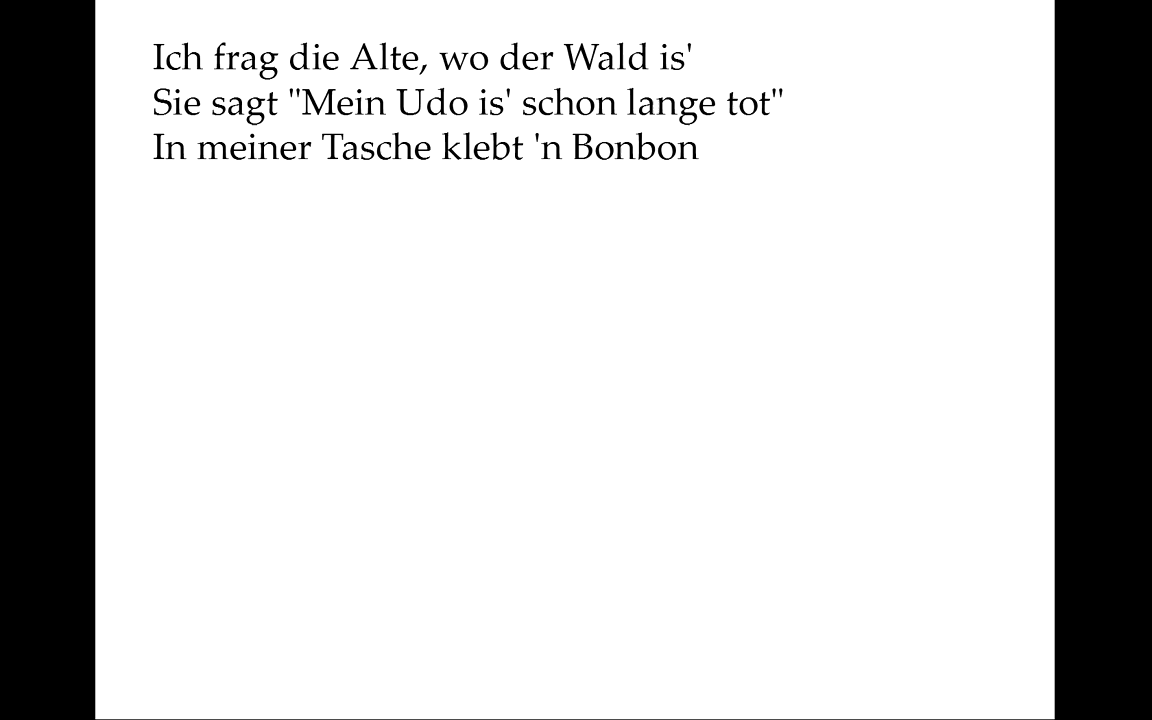 Ich frag die Alte, wo der Wald is'
Sie sagt "Mein Udo is' schon lange tot"
In meiner Tasche klebt 'n Bonbon